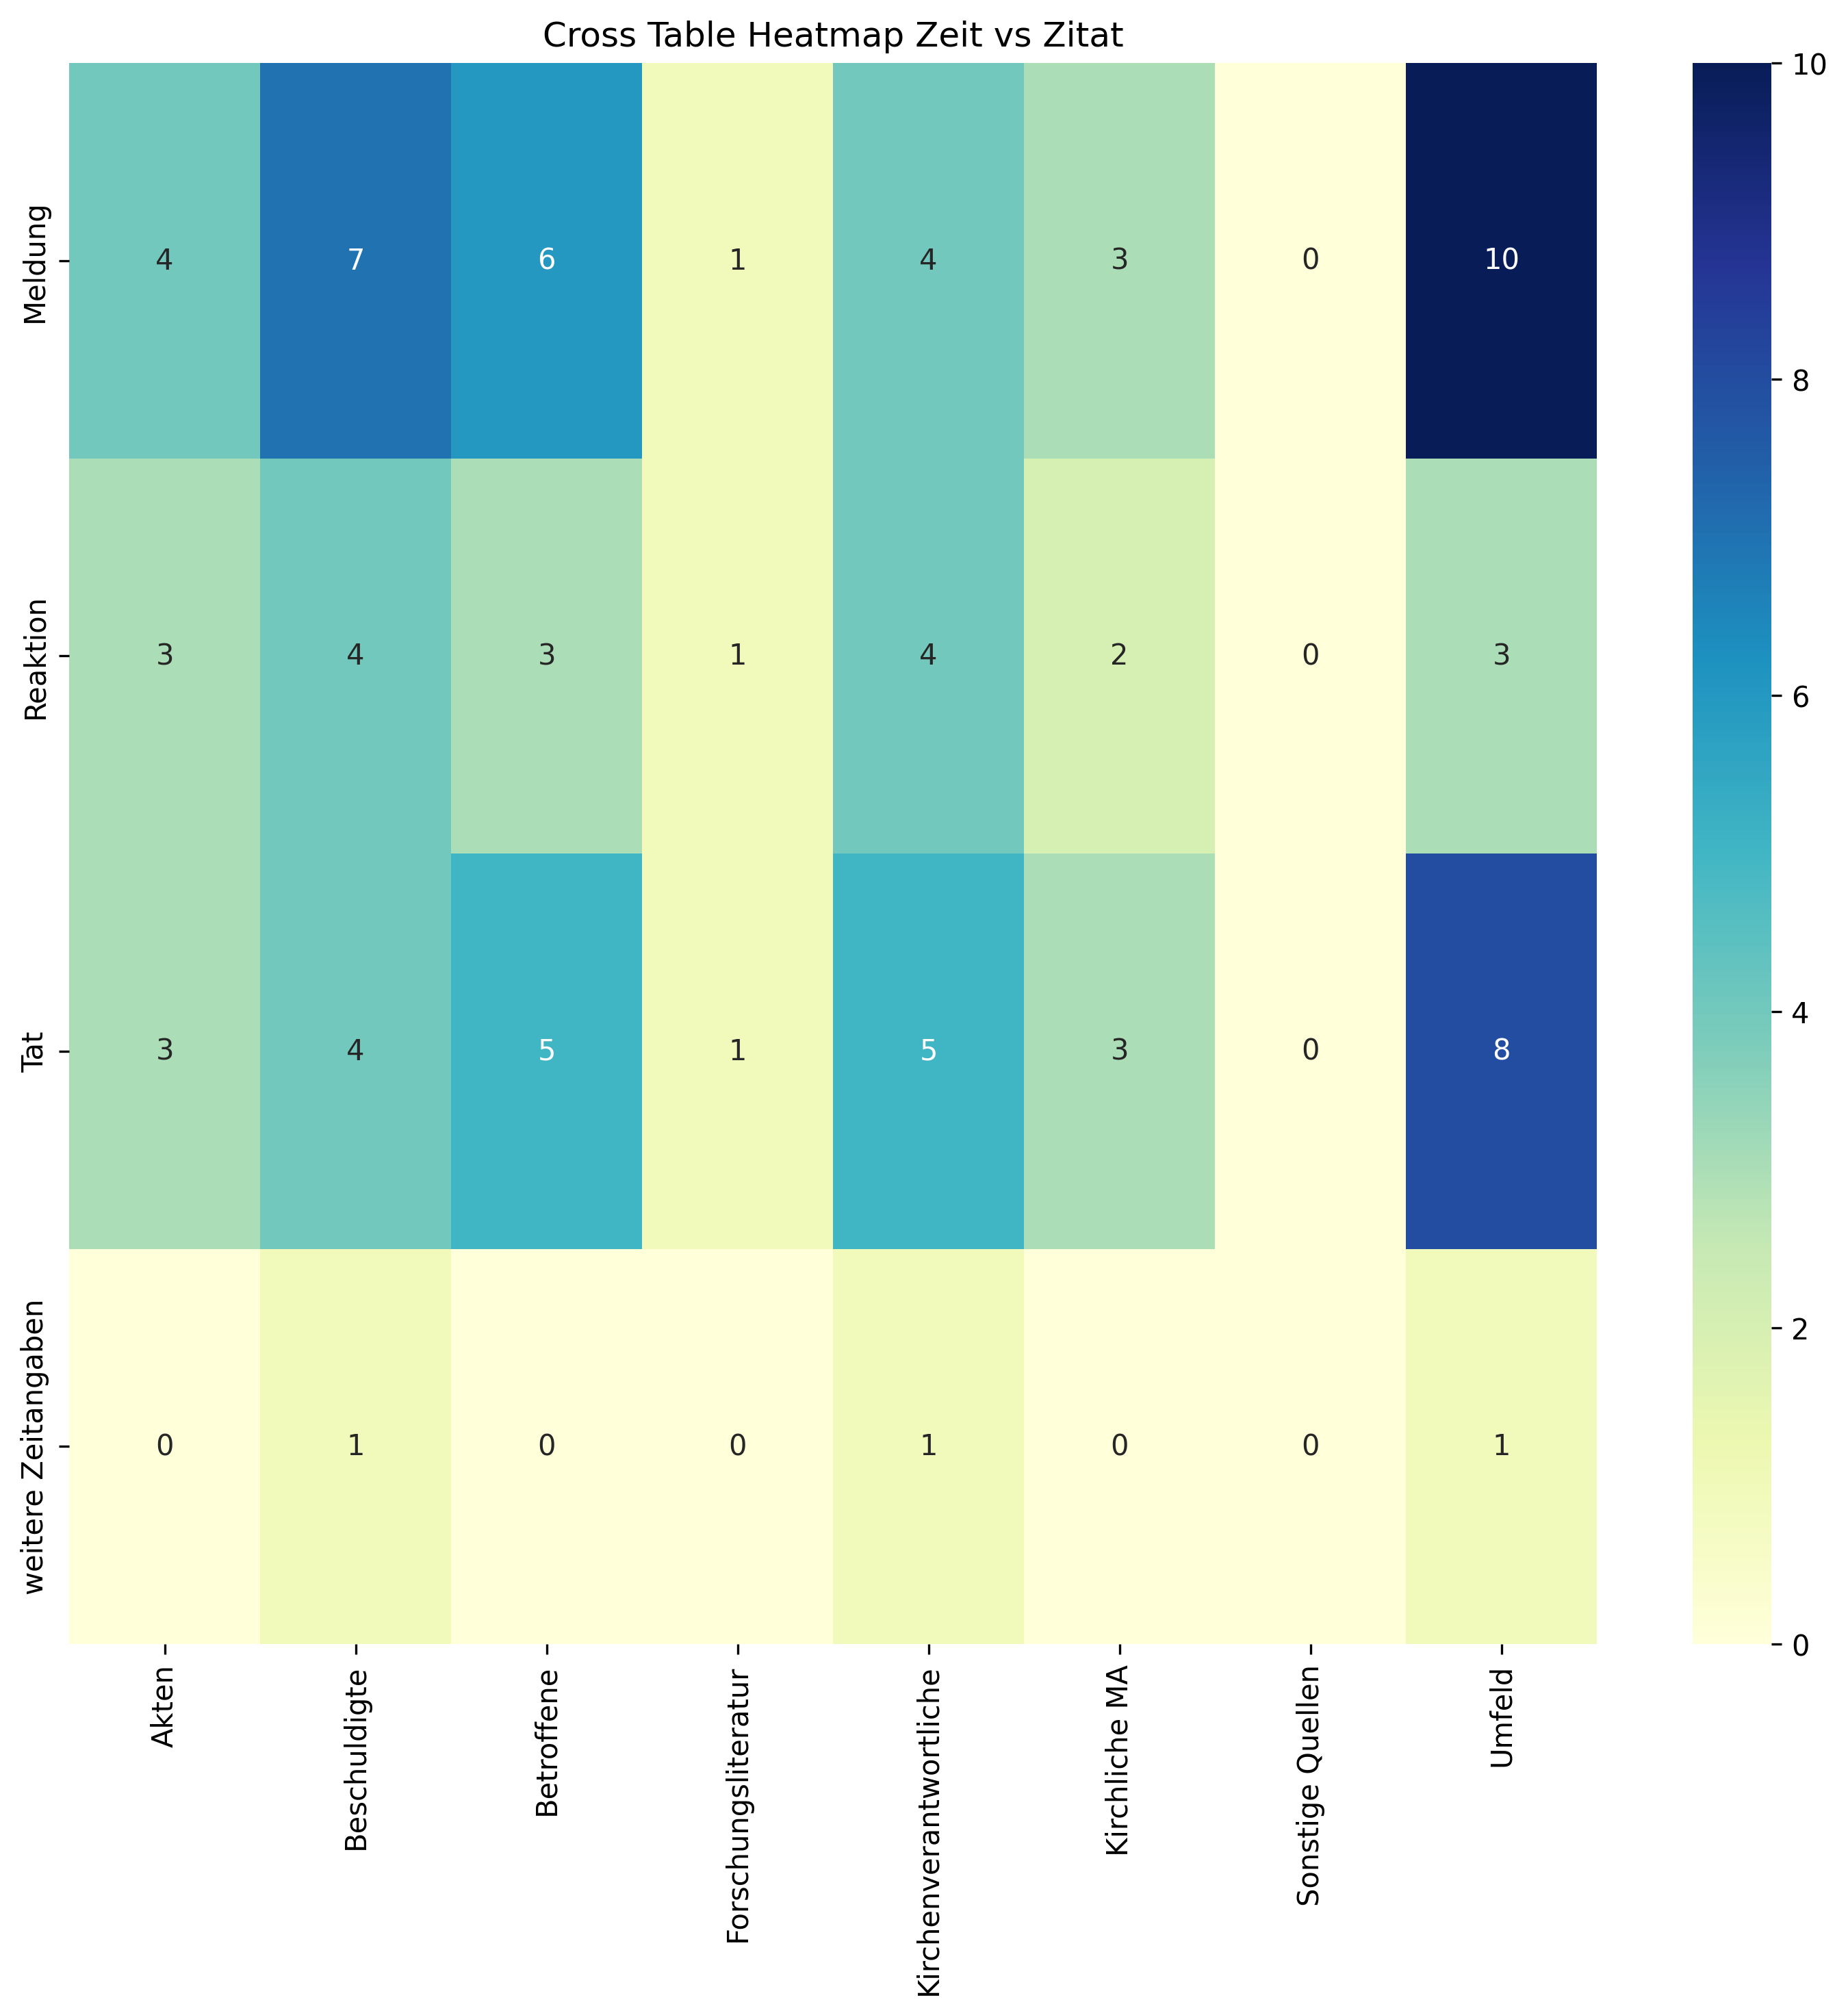 Cross Table Heatmap Zeit vs Zitat
Meldung
4 7 6 1 4 3 0 10
Reaktion
3 4 3 1 4 2 0 3
Tat
3 4 5 1 5 3 0 8
weitere Zeitangaben
0 1 0 0 1 0 0 1
Akten
Beschuldigte
Betroffene
Forschungsliteratur
Kirchenverantwortliche
Kirchliche MA
Sonstige Quellen
Umfeld
10
8
6
4
2
0